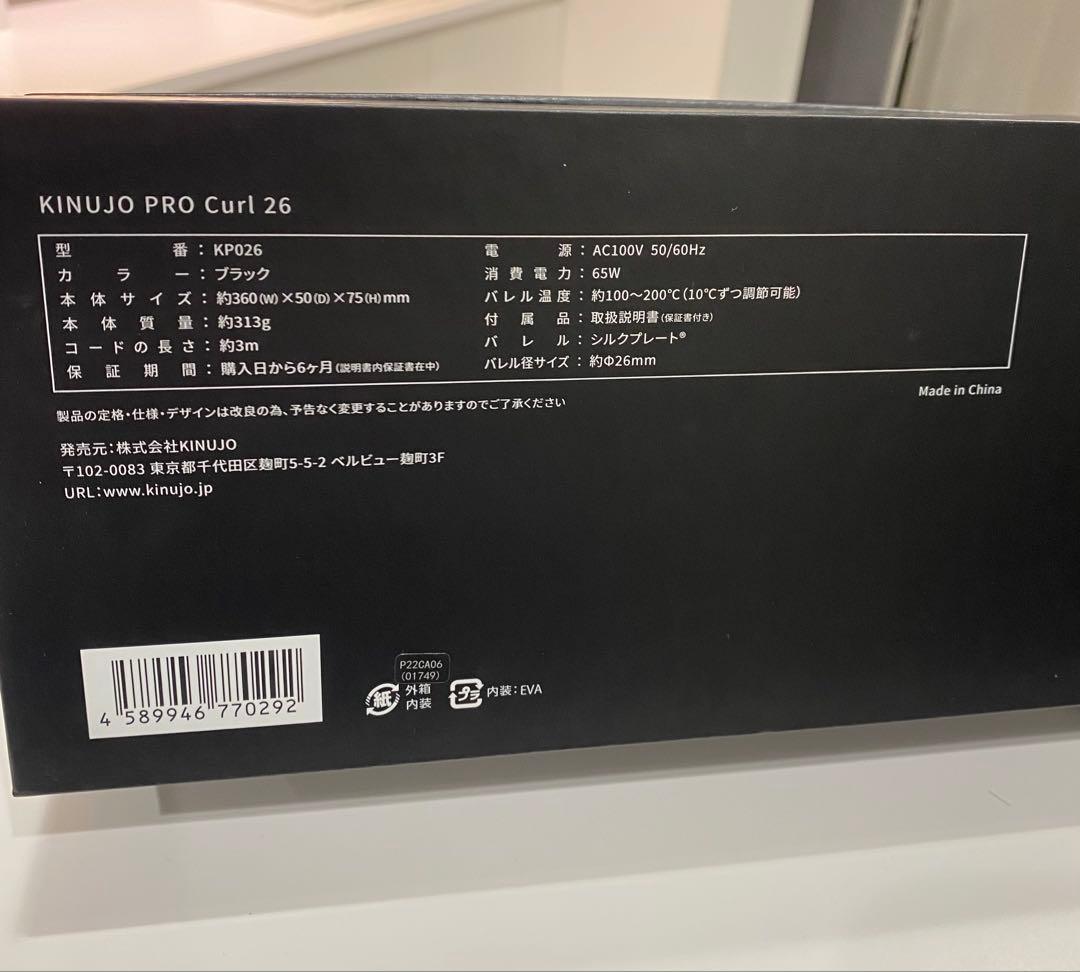 KINUJO PRO Curl 26
型番：KP026
カラー：ブラック
本体サイズ：約360(W)×50(D)×75(H)mm
本体質量：約313g
コードの長さ：約3m
保証期間：購入日から6ヶ月(説明書内保証書在中)
電源：AC100V 50/60Hz
消費電力：65W
バレル温度：約100〜200℃(10℃ずつ調節可能)
付属品：取扱説明書(保証書付き)
バレル：シルクプレート®
バレル径サイズ：約Φ26mm
製品の定格・仕様・デザインは改良の為、予告なく変更することがありますのでご了承ください
Made in China
発売元：株式会社KINUJO
〒102-0083 東京都千代田区麹町5-5-2 ベルビュー麹町3F
URL：www.kinujo.jp
4 589946 770292
P22CA06
(01749)
紙
外箱
内装
プラ
内装：EVA